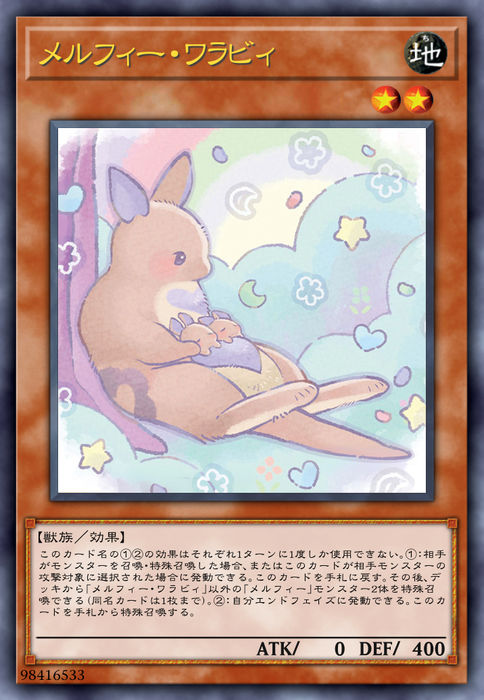 メルフィー・ワラビィ
ち
地
【獣族／効果】
このカード名の①②の効果はそれぞれ1ターンに1度しか使用できない。①：相手
がモンスターを召喚・特殊召喚した場合、またはこのカードが相手モンスターの
攻撃対象に選択された場合に発動できる。このカードを手札に戻す。その後、デ
ッキから「メルフィー・ワラビィ」以外の「メルフィー」モンスター2体を特殊召
喚できる（同名カードは1枚まで）。②：自分エンドフェイズに発動できる。このカ
ードを手札から特殊召喚する。
ATK/ 0 DEF/ 400
98416533